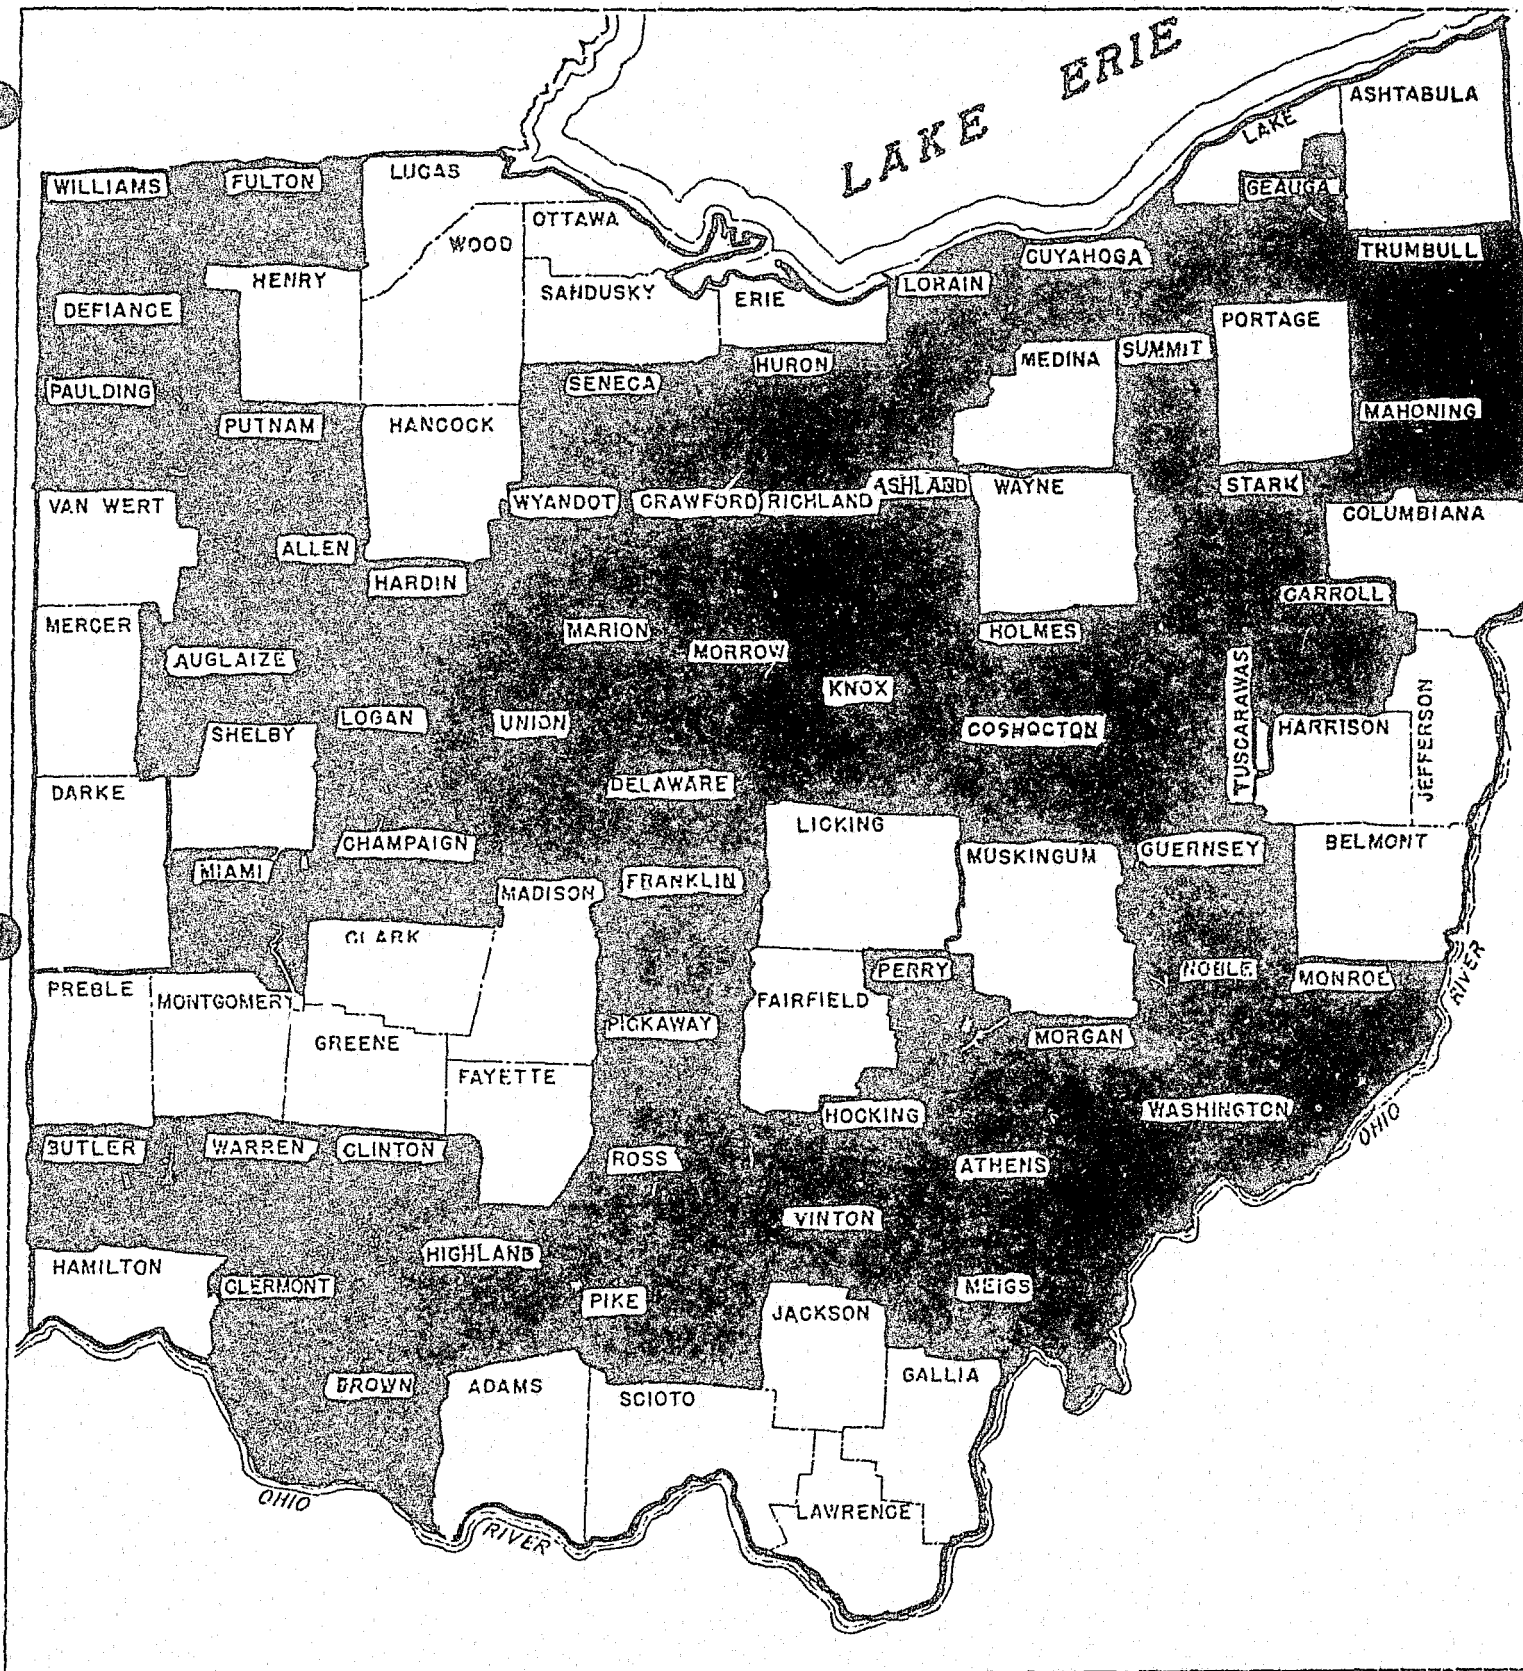 LAKE ERIE
ASHTABULA
LAKE
LUCAS
WILLIAMS
FULTON
GEAUGA
OTTAWA
WOOD
CUYAHOGA
TRUMBULL
HENRY
SANDUSKY
ERIE
LORAIN
DEFIANCE
PORTAGE
MEDINA
SUMMIT
HURON
SENECA
PAULDING
MAHONING
PUTNAM
HANCOCK
VAN WERT
WYANDOT
CRAWFORD
RICHLAND
ASHLAND
WAYNE
STARK
COLUMBIANA
ALLEN
HARDIN
CARROLL
MERCER
MARION
MORROW
HOLMES
AUGLAIZE
KNOX
TUSCARAWAS
LOGAN
UNION
COSHOCTON
HARRISON
JEFFERSON
SHELBY
DARKE
DELAWARE
LICKING
CHAMPAIGN
MUSKINGUM
GUERNSEY
BELMONT
MIAMI
MADISON
FRANKLIN
CLARK
PERRY
NOBLE
MONROE
RIVER
PREBLE
MONTGOMERY
FAIRFIELD
PICKAWAY
GREENE
MORGAN
FAYETTE
HOCKING
WASHINGTON
OHIO
BUTLER
WARREN
CLINTON
ROSS
ATHENS
VINTON
HIGHLAND
HAMILTON
CLERMONT
PIKE
MEIGS
JACKSON
BROWN
ADAMS
SCIOTO
GALLIA
OHIO
RIVER
LAWRENCE